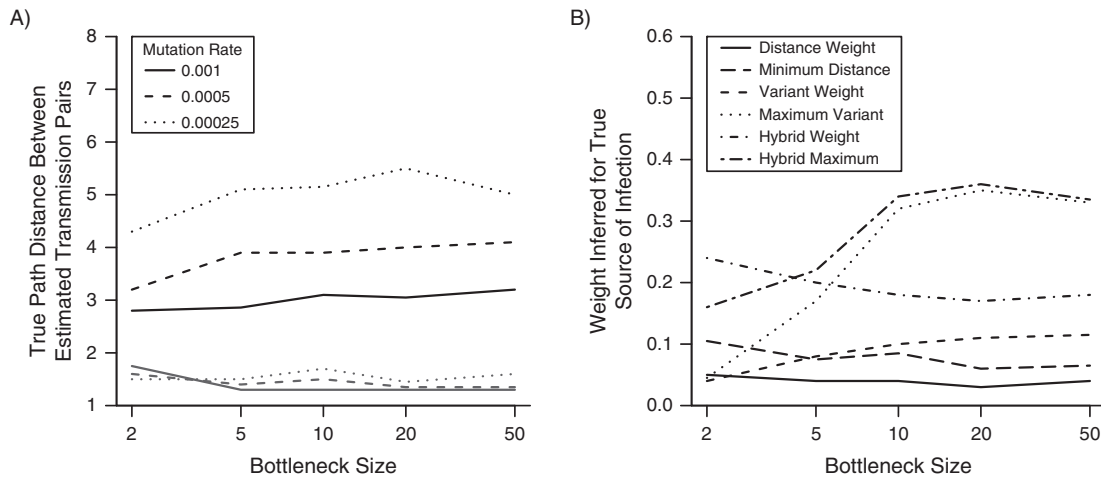 A)
True Path Distance Between
Estimated Transmission Pairs
8
7
6
5
4
3
2
1
Mutation Rate
0.001
0.0005
0.00025
2 5 10 20 50
Bottleneck Size
B)
Weight Inferred for True
Source of Infection
0.6
0.5
0.4
0.3
0.2
0.1
0.0
Distance Weight
Minimum Distance
Variant Weight
Maximum Variant
Hybrid Weight
Hybrid Maximum
2 5 10 20 50
Bottleneck Size